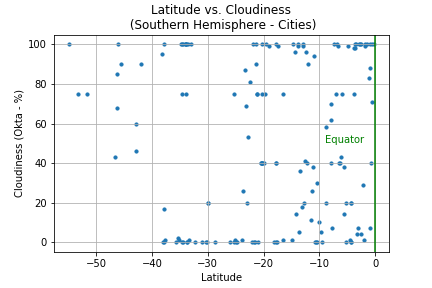 Latitude vs. Cloudiness
(Southern Hemisphere - Cities)
Cloudiness (Okta - %)
100
80
60
40
20
0
Equator
−50
−40
−30
−20
−10
0
Latitude